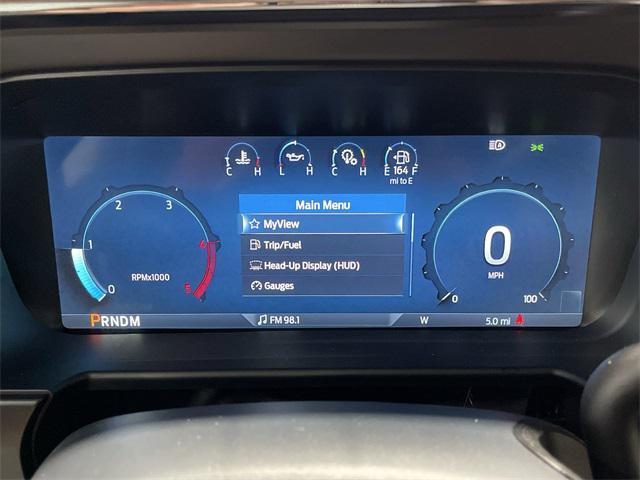 C H L H C H E 164 F
mi to E
Main Menu
MyView
Trip/Fuel
Head-Up Display (HUD)
Gauges
2 3
1
0
5
RPMx1000
0
MPH
0 100
PRNDM
FM 98.1
W
5.0 mi